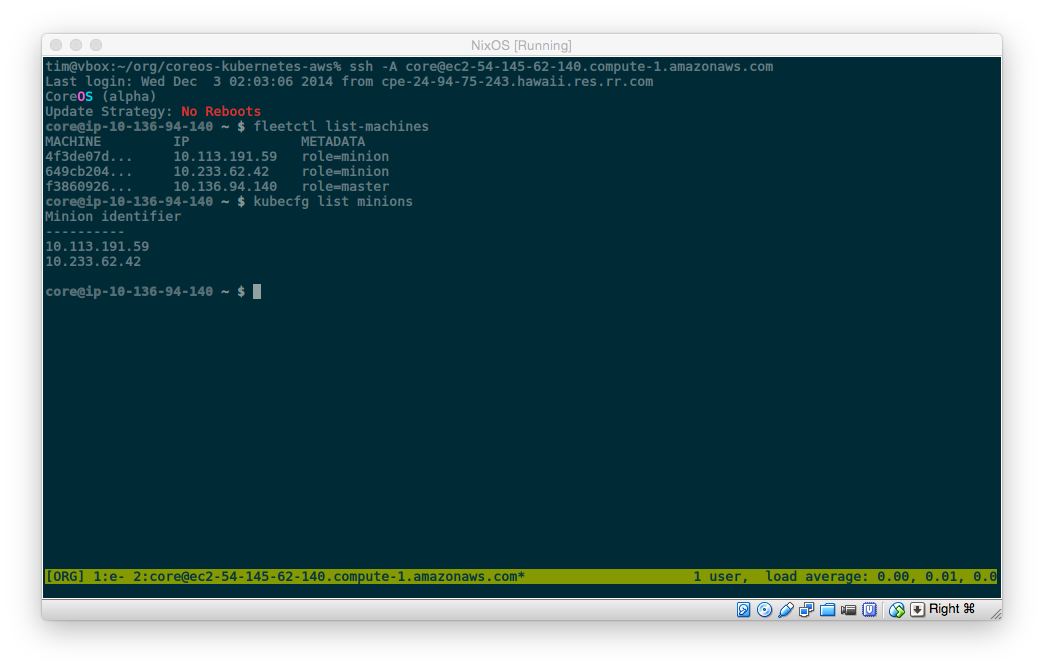 NixOS [Running]
tim@vbox:~/org/coreos-kubernetes-aws% ssh -A core@ec2-54-145-62-140.compute-1.amazonaws.com
Last login: Wed Dec  3 02:03:06 2014 from cpe-24-94-75-243.hawaii.res.rr.com
CoreOS (alpha)
Update Strategy: No Reboots
core@ip-10-136-94-140 ~ $ fleetctl list-machines
MACHINE         IP              METADATA
4f3de07d...     10.113.191.59   role=minion
649cb204...     10.233.62.42    role=minion
f3860926...     10.136.94.140   role=master
core@ip-10-136-94-140 ~ $ kubecfg list minions
Minion identifier
----------
10.113.191.59
10.233.62.42
core@ip-10-136-94-140 ~ $
[ORG] 1:e- 2:core@ec2-54-145-62-140.compute-1.amazonaws.com* 1 user,  load average: 0.00, 0.01, 0.0
Right ⌘